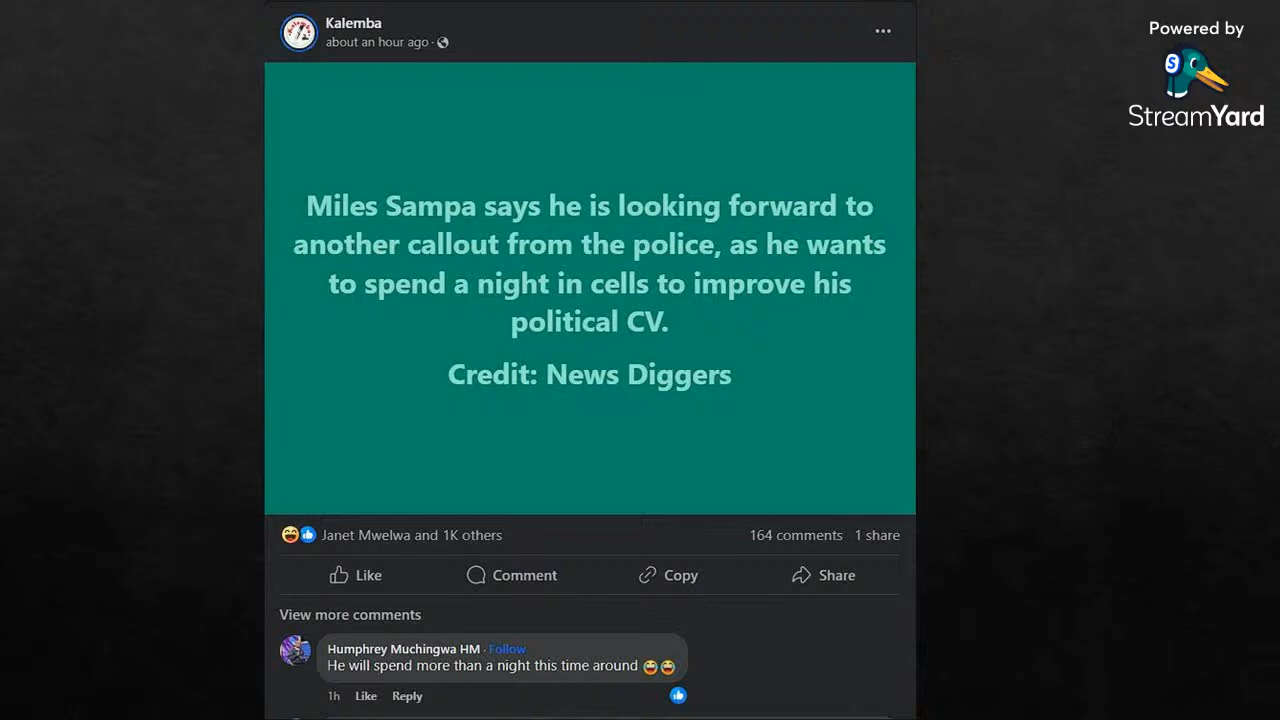 Kalemba
about an hour ago ·
Powered by
StreamYard
Miles Sampa says he is looking forward to
another callout from the police, as he wants
to spend a night in cells to improve his
political CV.
Credit: News Diggers
Janet Mwelwa and 1K others
164 comments 1 share
Like Comment Copy Share
View more comments
Humphrey Muchingwa HM · Follow
He will spend more than a night this time around 😂😂
1h Like Reply